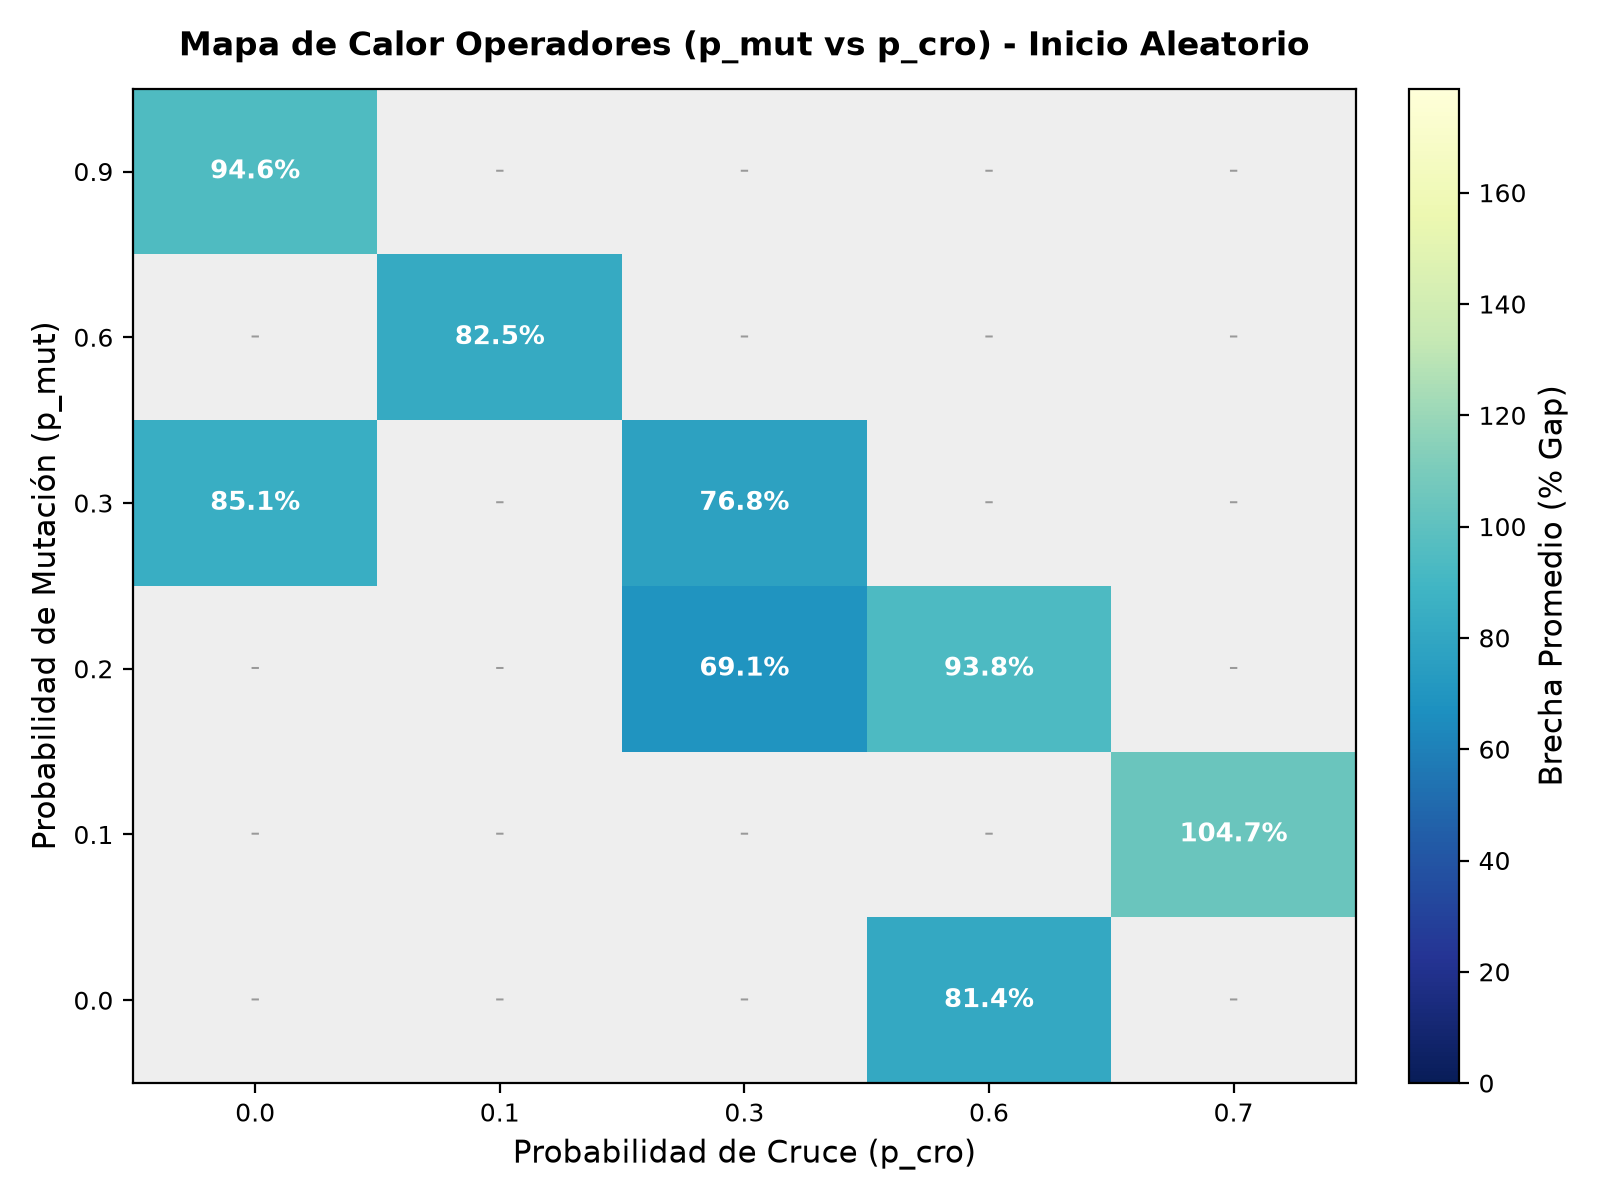 Mapa de Calor Operadores (p_mut vs p_cro) - Inicio Aleatorio
Probabilidad de Mutación (p_mut)
0.9 94.6% - - - -
0.6 - 82.5% - - -
0.3 85.1% - 76.8% - -
0.2 - - 69.1% 93.8% -
0.1 - - - - 104.7%
0.0 - - - 81.4% -
0.0 0.1 0.3 0.6 0.7
Probabilidad de Cruce (p_cro)
160
140
120
100
80
60
40
20
0
Brecha Promedio (% Gap)